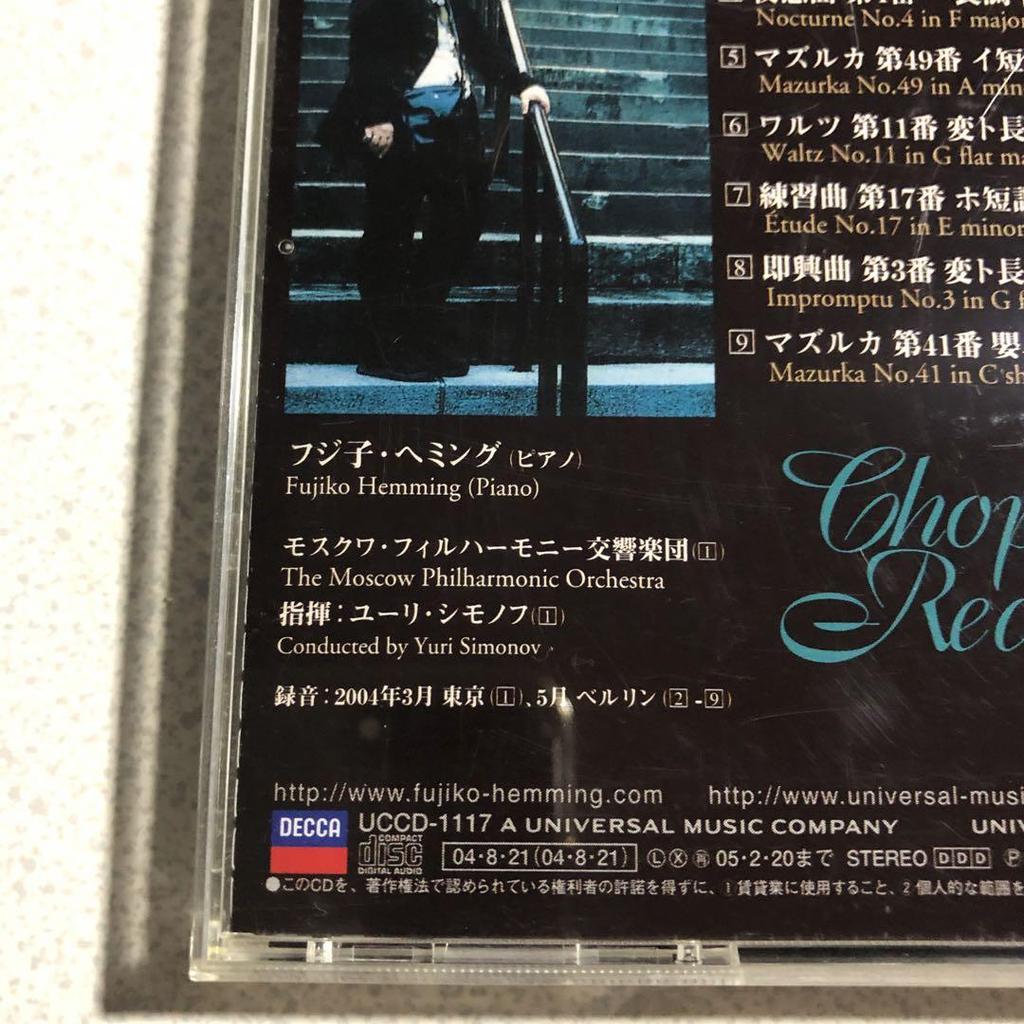 Nocturne No.4 in F major
5 マズルカ 第49番 イ短
Mazurka No.49 in A min
6 ワルツ 第11番 変ト長
Waltz No.11 in G flat ma
7 練習曲 第17番 ホ短調
Étude No.17 in E minor
8 即興曲 第3番 変ト長
Impromptu No.3 in G f
9 マズルカ 第41番 嬰
Mazurka No.41 in C sh
フジ子・ヘミング (ピアノ)
Fujiko Hemming (Piano)
Chop
Rec
モスクワ・フィルハーモニー交響楽団(1)
The Moscow Philharmonic Orchestra
指揮:ユーリ・シモノフ(1)
Conducted by Yuri Simonov
録音:2004年3月 東京(1)、5月 ベルリン(2-9)
http://www.fujiko-hemming.com http://www.universal-musi
DECCA UCCD-1117 A UNIVERSAL MUSIC COMPANY UNIV
COMPACT disc DIGITAL AUDIO 04・8・21(04・8・21) Ⓛ Ⓧ 05・2・20まで STEREO DDD Ⓟ
●このCDを、著作権法で認められている権利者の許諾を得ずに、1 賃貸業に使用すること、2 個人的な範囲を